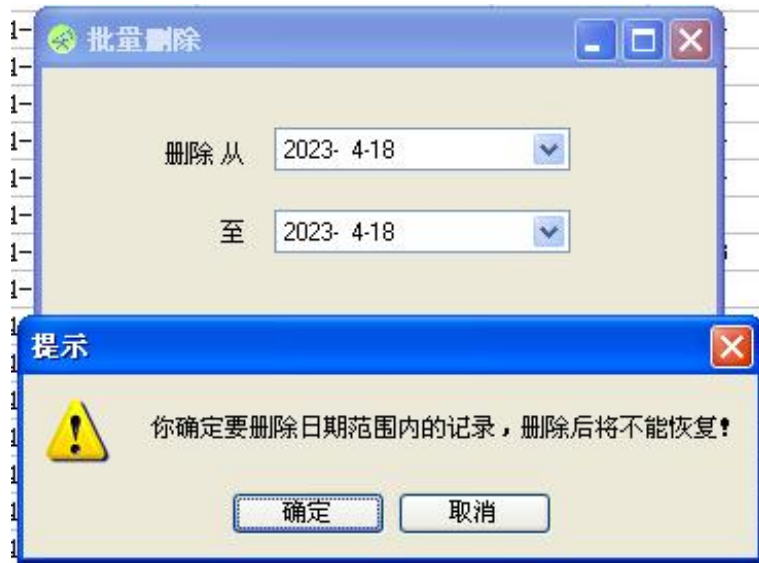 批量删除
删除 从 2023- 4-18
至 2023- 4-18
提示
你确定要删除日期范围内的记录，删除后将不能恢复!
确定 取消